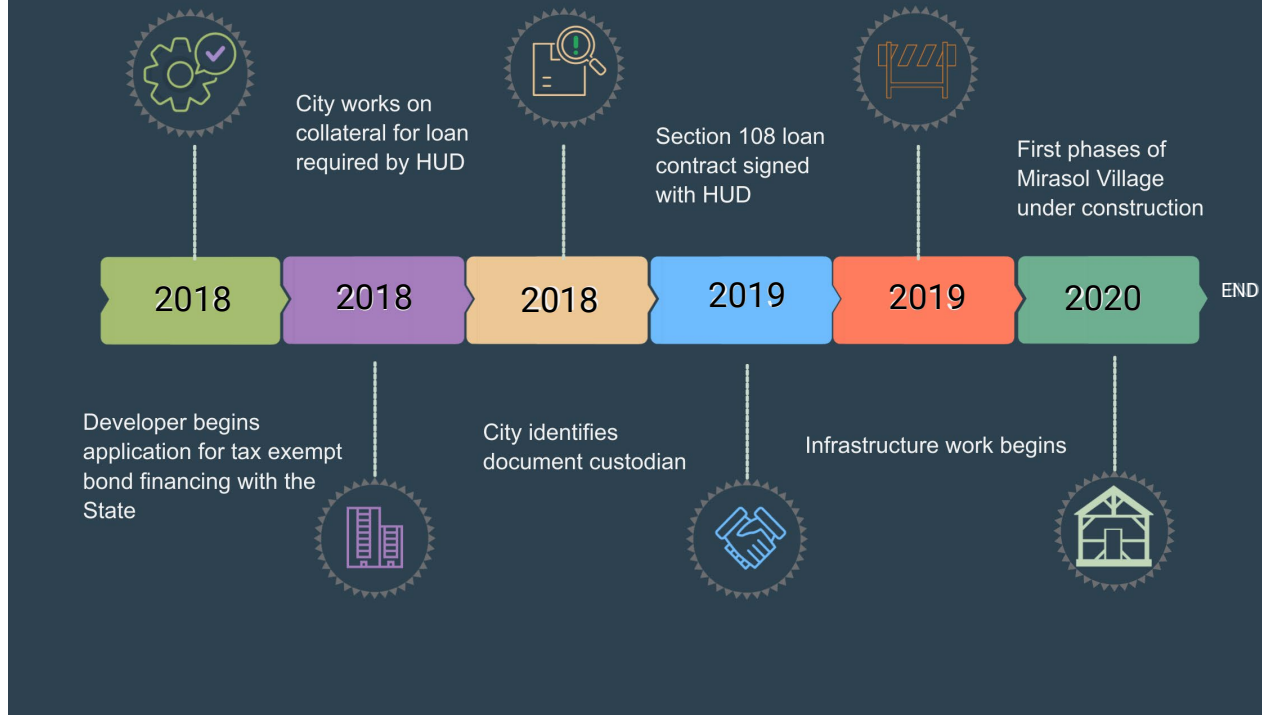 City works on
collateral for loan
required by HUD
Section 108 loan
contract signed
with HUD
First phases of
Mirasol Village
under construction
2018
2018
2018
2019
2019
2020
END
Developer begins
application for tax exempt
bond financing with the
State
City identifies
document custodian
Infrastructure work begins